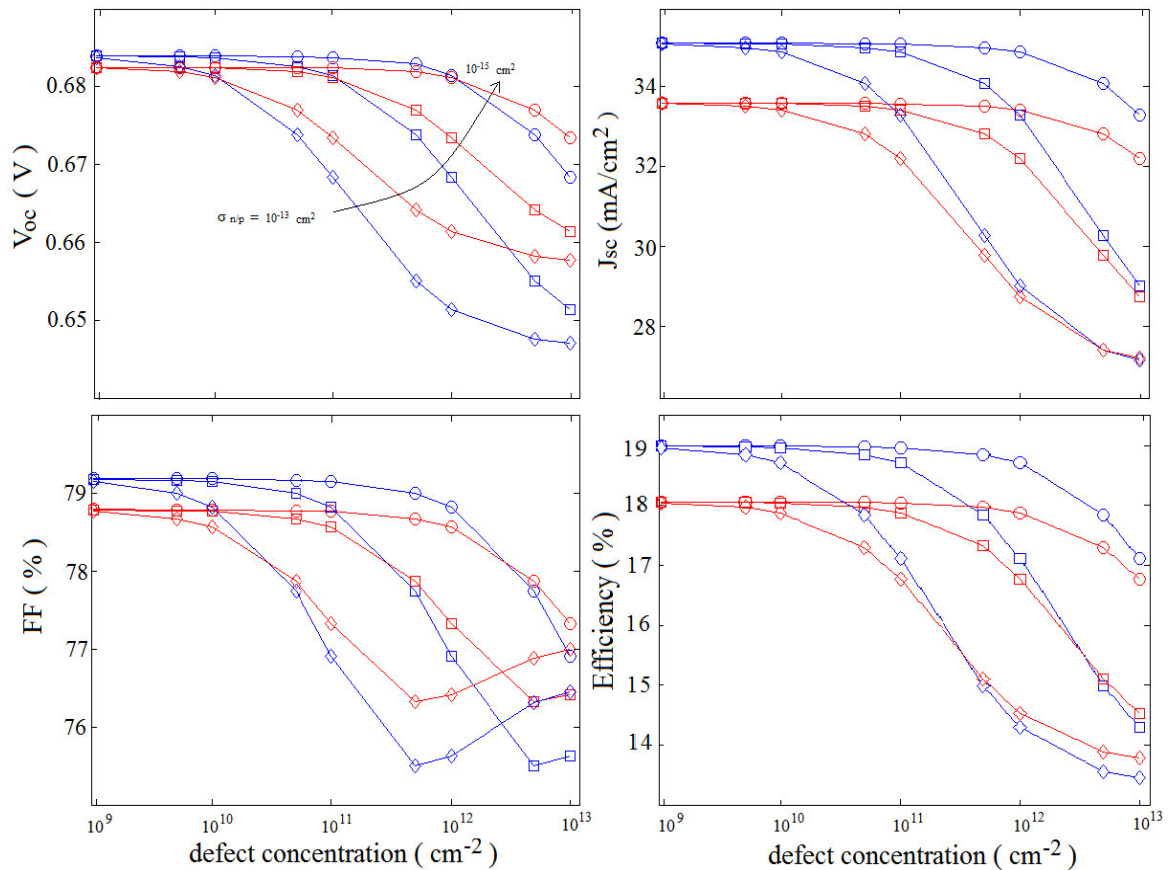 0.68
0.67
0.66
0.65
Voc ( V )
10-15 cm2
σ n/p = 10-13 cm2
34
32
30
28
Jsc (mA/cm2)
79
78
77
76
FF ( % )
10^9 10^10 10^11 10^12 10^13
defect concentration ( cm-2 )
19
18
17
16
15
14
Efficiency ( % )
10^9 10^10 10^11 10^12 10^13
defect concentration ( cm-2 )